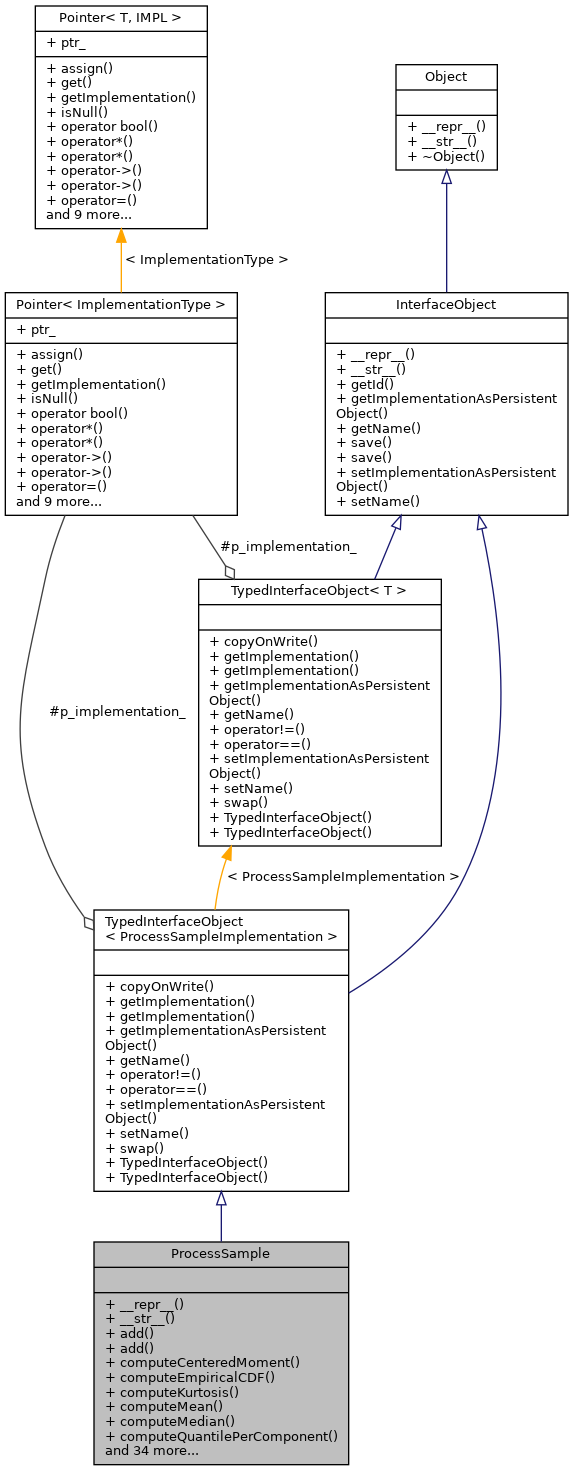 Pointer< T, IMPL >
+ ptr_
+ assign()
+ get()
+ getImplementation()
+ isNull()
+ operator bool()
+ operator*()
+ operator*()
+ operator->()
+ operator->()
+ operator=()
and 9 more...
Object
+ __repr__()
+ __str__()
+ ~Object()
< ImplementationType >
Pointer< ImplementationType >
+ ptr_
+ assign()
+ get()
+ getImplementation()
+ isNull()
+ operator bool()
+ operator*()
+ operator*()
+ operator->()
+ operator->()
+ operator=()
and 9 more...
InterfaceObject
+ __repr__()
+ __str__()
+ getId()
+ getImplementationAsPersistent
Object()
+ getName()
+ save()
+ save()
+ setImplementationAsPersistent
Object()
+ setName()
#p_implementation_
TypedInterfaceObject< T >
+ copyOnWrite()
+ getImplementation()
+ getImplementation()
+ getImplementationAsPersistent
Object()
+ getName()
+ operator!=()
+ operator==()
+ setImplementationAsPersistent
Object()
+ setName()
+ swap()
+ TypedInterfaceObject()
+ TypedInterfaceObject()
#p_implementation_
< ProcessSampleImplementation >
TypedInterfaceObject
< ProcessSampleImplementation >
+ copyOnWrite()
+ getImplementation()
+ getImplementation()
+ getImplementationAsPersistent
Object()
+ getName()
+ operator!=()
+ operator==()
+ setImplementationAsPersistent
Object()
+ setName()
+ swap()
+ TypedInterfaceObject()
+ TypedInterfaceObject()
ProcessSample
+ __repr__()
+ __str__()
+ add()
+ add()
+ computeCenteredMoment()
+ computeEmpiricalCDF()
+ computeKurtosis()
+ computeMean()
+ computeMedian()
+ computeQuantilePerComponent()
and 34 more...